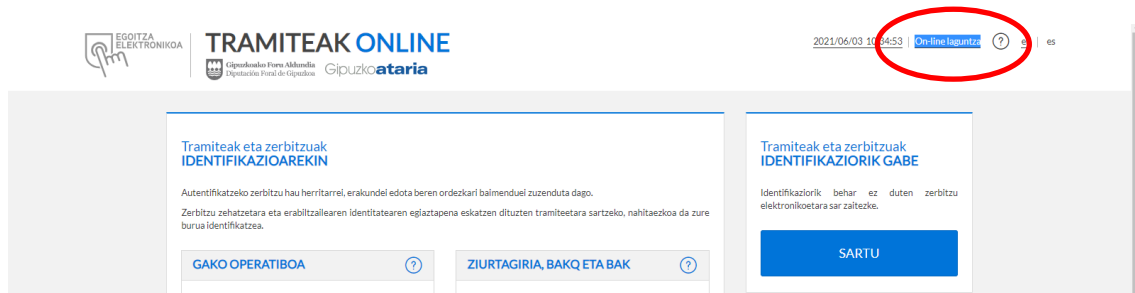 EGOITZA
ELEKTRONIKOA
TRAMITEAK ONLINE
Gipuzkoako Foru Aldundia
Diputación Foral de Gipuzkoa
Gipuzkoataria
2021/06/03 10:34:53 | On-line laguntza ? | es
Tramiteak eta zerbitzuak
IDENTIFIKAZIOAREKIN
Autentifikatzeko zerbitzu hau herritarrei, erakundei edota beren ordezkari baimenduei zuzenduta dago.
Zerbitzu zehatzetara eta erabiltzailearen identitatearen egiaztapena eskatzen dituzten tramiteetara sartzeko, nahitaezkoa da zure
burua identifikatzea.
GAKO OPERATIBOA ?
ZIURTAGIRIA, BAKQ ETA BAK ?
Tramiteak eta zerbitzuak
IDENTIFIKAZIORIK GABE
Identifikaziorik behar ez duten zerbitzu
elektronikoetara sar zaitezke.
SARTU